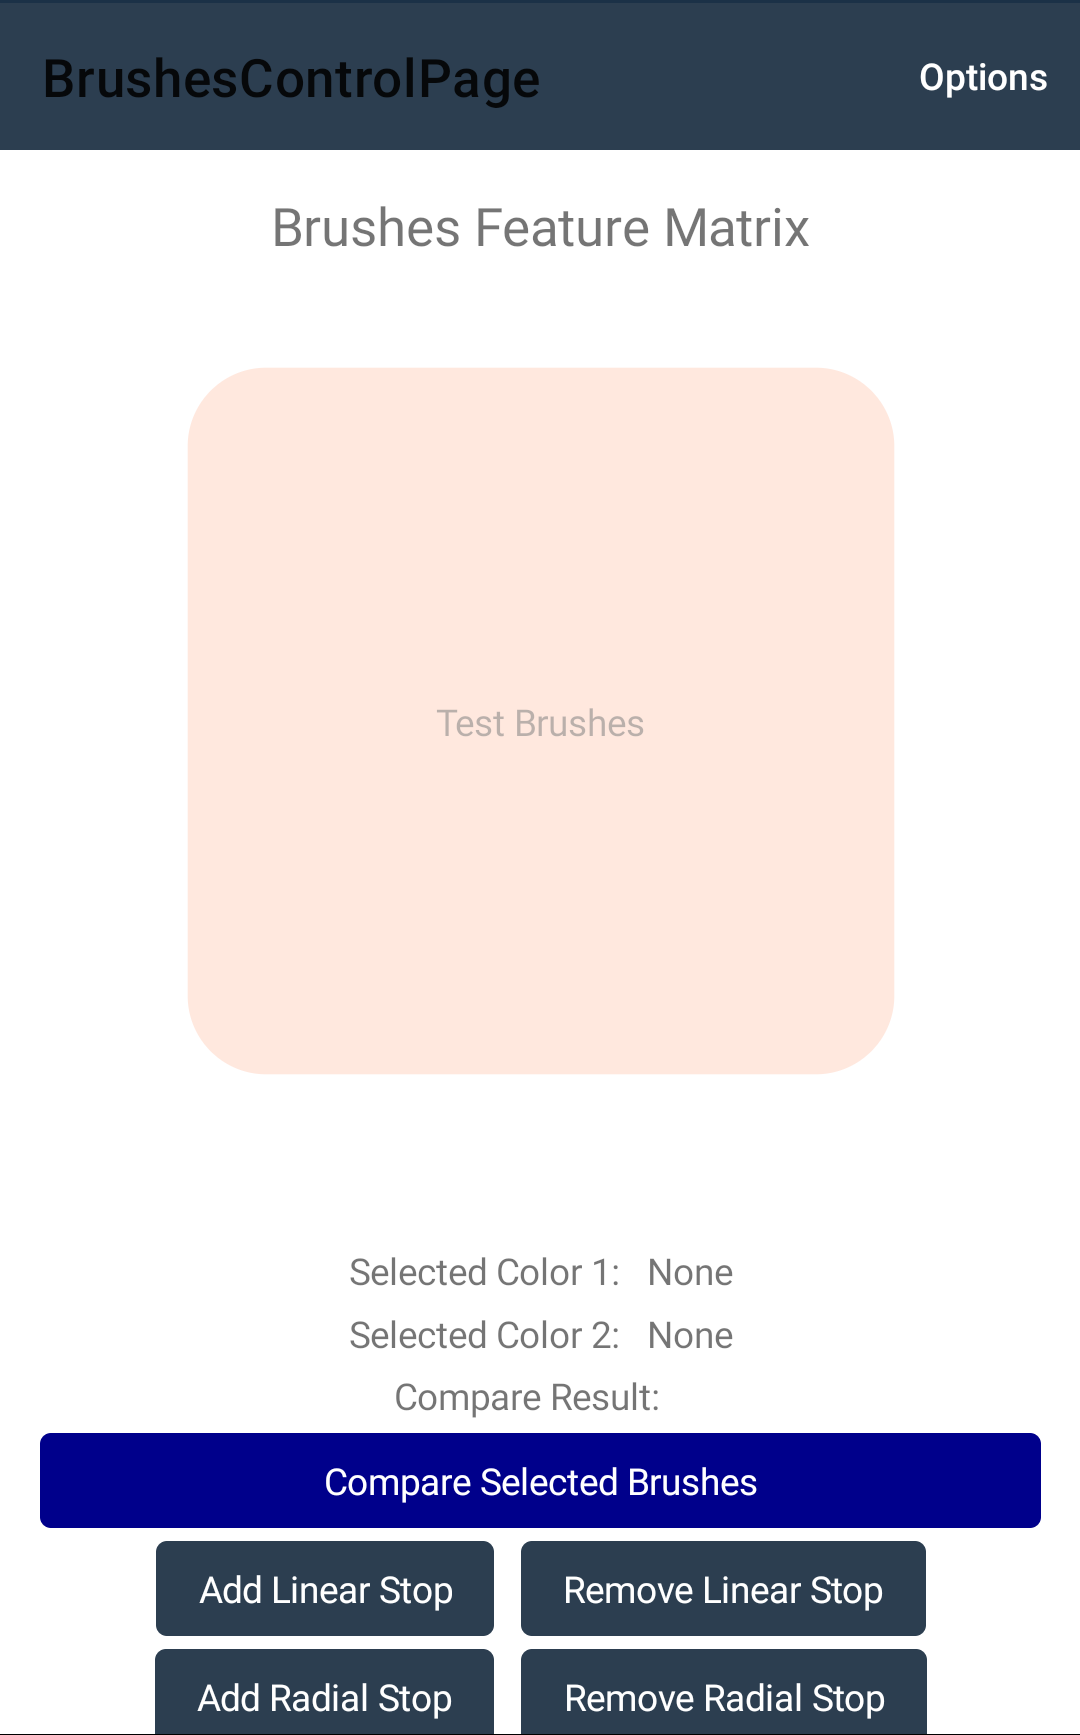 BrushesControlPage Options
Brushes Feature Matrix
Test Brushes
Selected Color 1: None
Selected Color 2: None
Compare Result:
Compare Selected Brushes
Add Linear Stop Remove Linear Stop
Add Radial Stop Remove Radial Stop